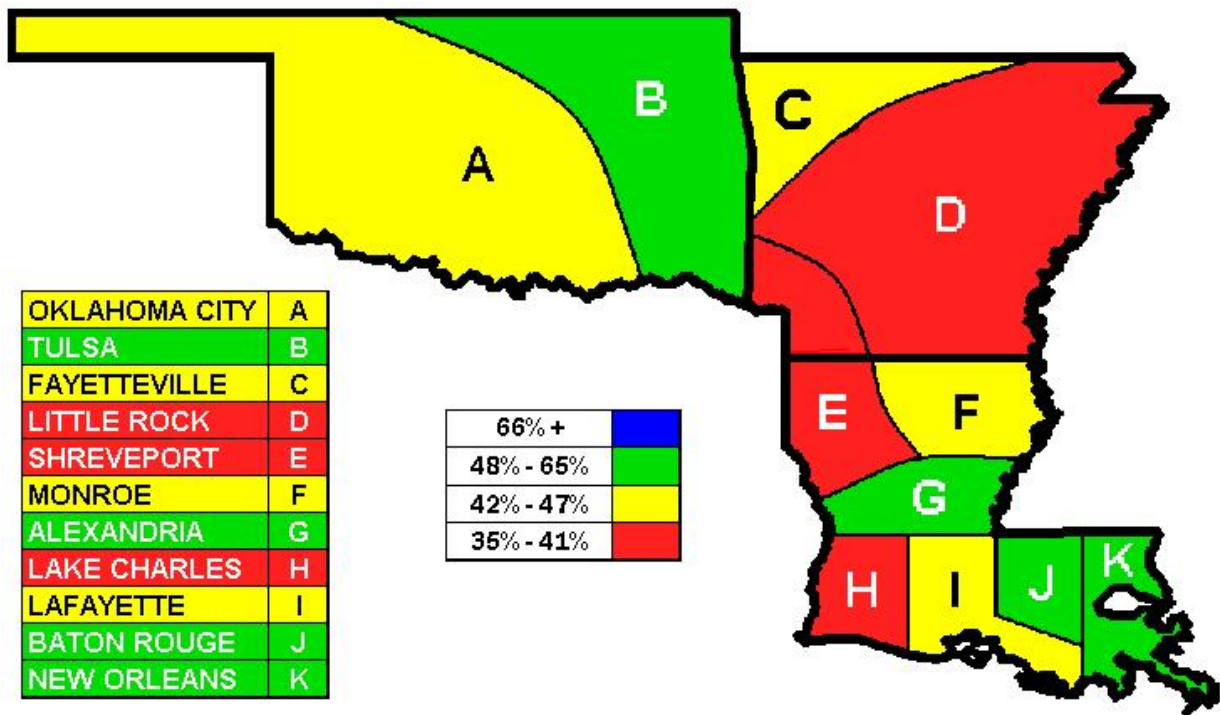 B
C
A
D
OKLAHOMA CITY A
TULSA B
FAYETTEVILLE C
LITTLE ROCK D
SHREVEPORT E
MONROE F
ALEXANDRIA G
LAKE CHARLES H
LAFAYETTE I
BATON ROUGE J
NEW ORLEANS K
66% +
48% - 65%
42% - 47%
35% - 41%
E
F
G
H
I
J
K